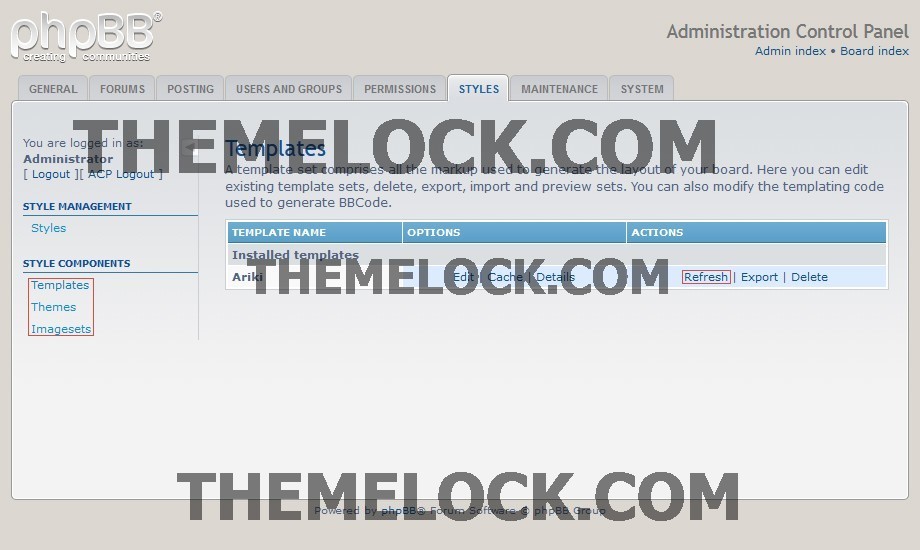 phpBB®
creating communities
Administration Control Panel
Admin index • Board index
GENERAL FORUMS POSTING USERS AND GROUPS PERMISSIONS STYLES MAINTENANCE SYSTEM
THEMELOCK.COM
You are logged in as:
Administrator
[ Logout ][ ACP Logout ]
STYLE MANAGEMENT
Styles
STYLE COMPONENTS
Templates
Themes
Imagesets
Templates
A template set comprises all the markup used to generate the layout of your board. Here you can edit
existing template sets, delete, export, import and preview sets. You can also modify the templating code
used to generate BBCode.
TEMPLATE NAME OPTIONS ACTIONS
Installed templates
Ariki Edit | Cache | Details Refresh | Export | Delete
THEMELOCK.COM
THEMELOCK.COM
Powered by phpBB® Forum Software © phpBB Group